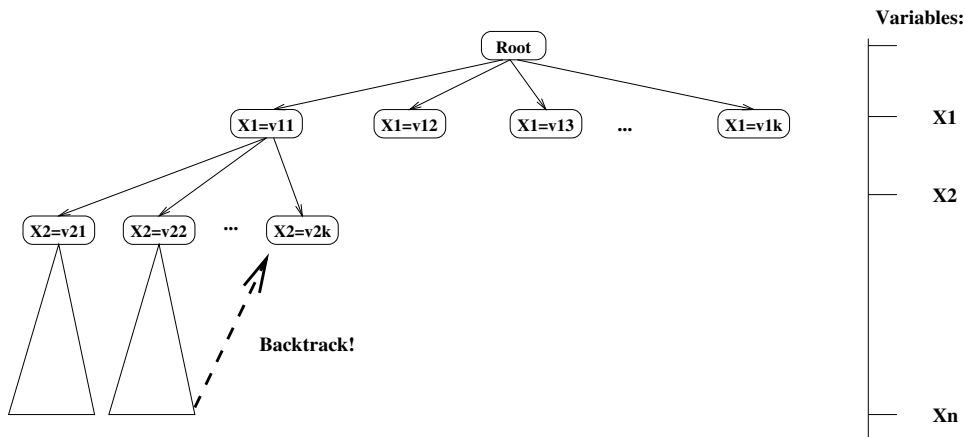 Variables:
Root
X1=v11
X1=v12
X1=v13
...
X1=v1k
X1
X2
X2=v21
X2=v22
...
X2=v2k
Backtrack!
Xn